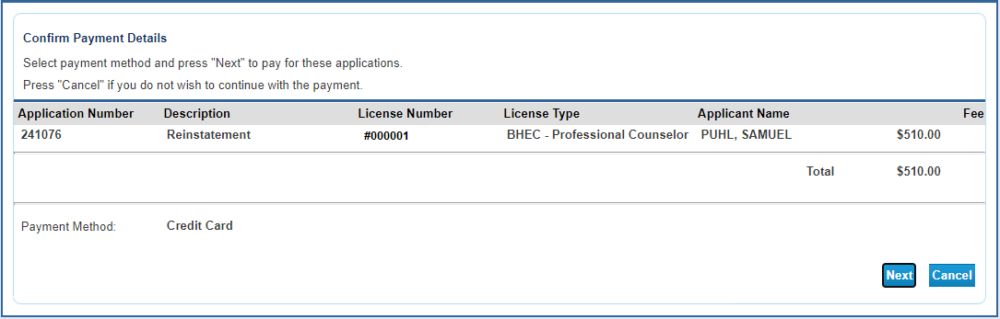 Confirm Payment Details
Select payment method and press "Next" to pay for these applications.
Press "Cancel" if you do not wish to continue with the payment.
Application Number Description License Number License Type Applicant Name Fee
241076 Reinstatement #000001 BHEC - Professional Counselor PUHL, SAMUEL $510.00
Total $510.00
Payment Method: Credit Card
Next Cancel